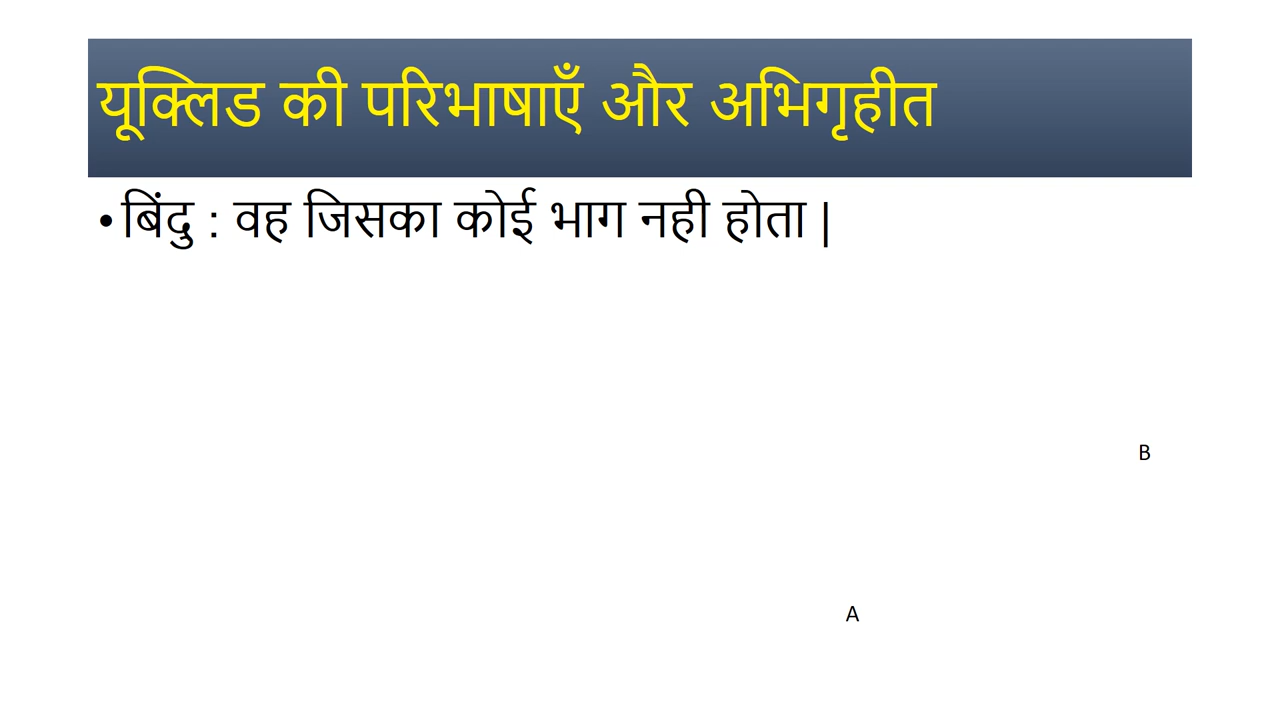 यूक्लिड की परिभाषाएँ और अभिगृहीत
•बिंदु : वह जिसका कोई भाग नही होता |
B
A